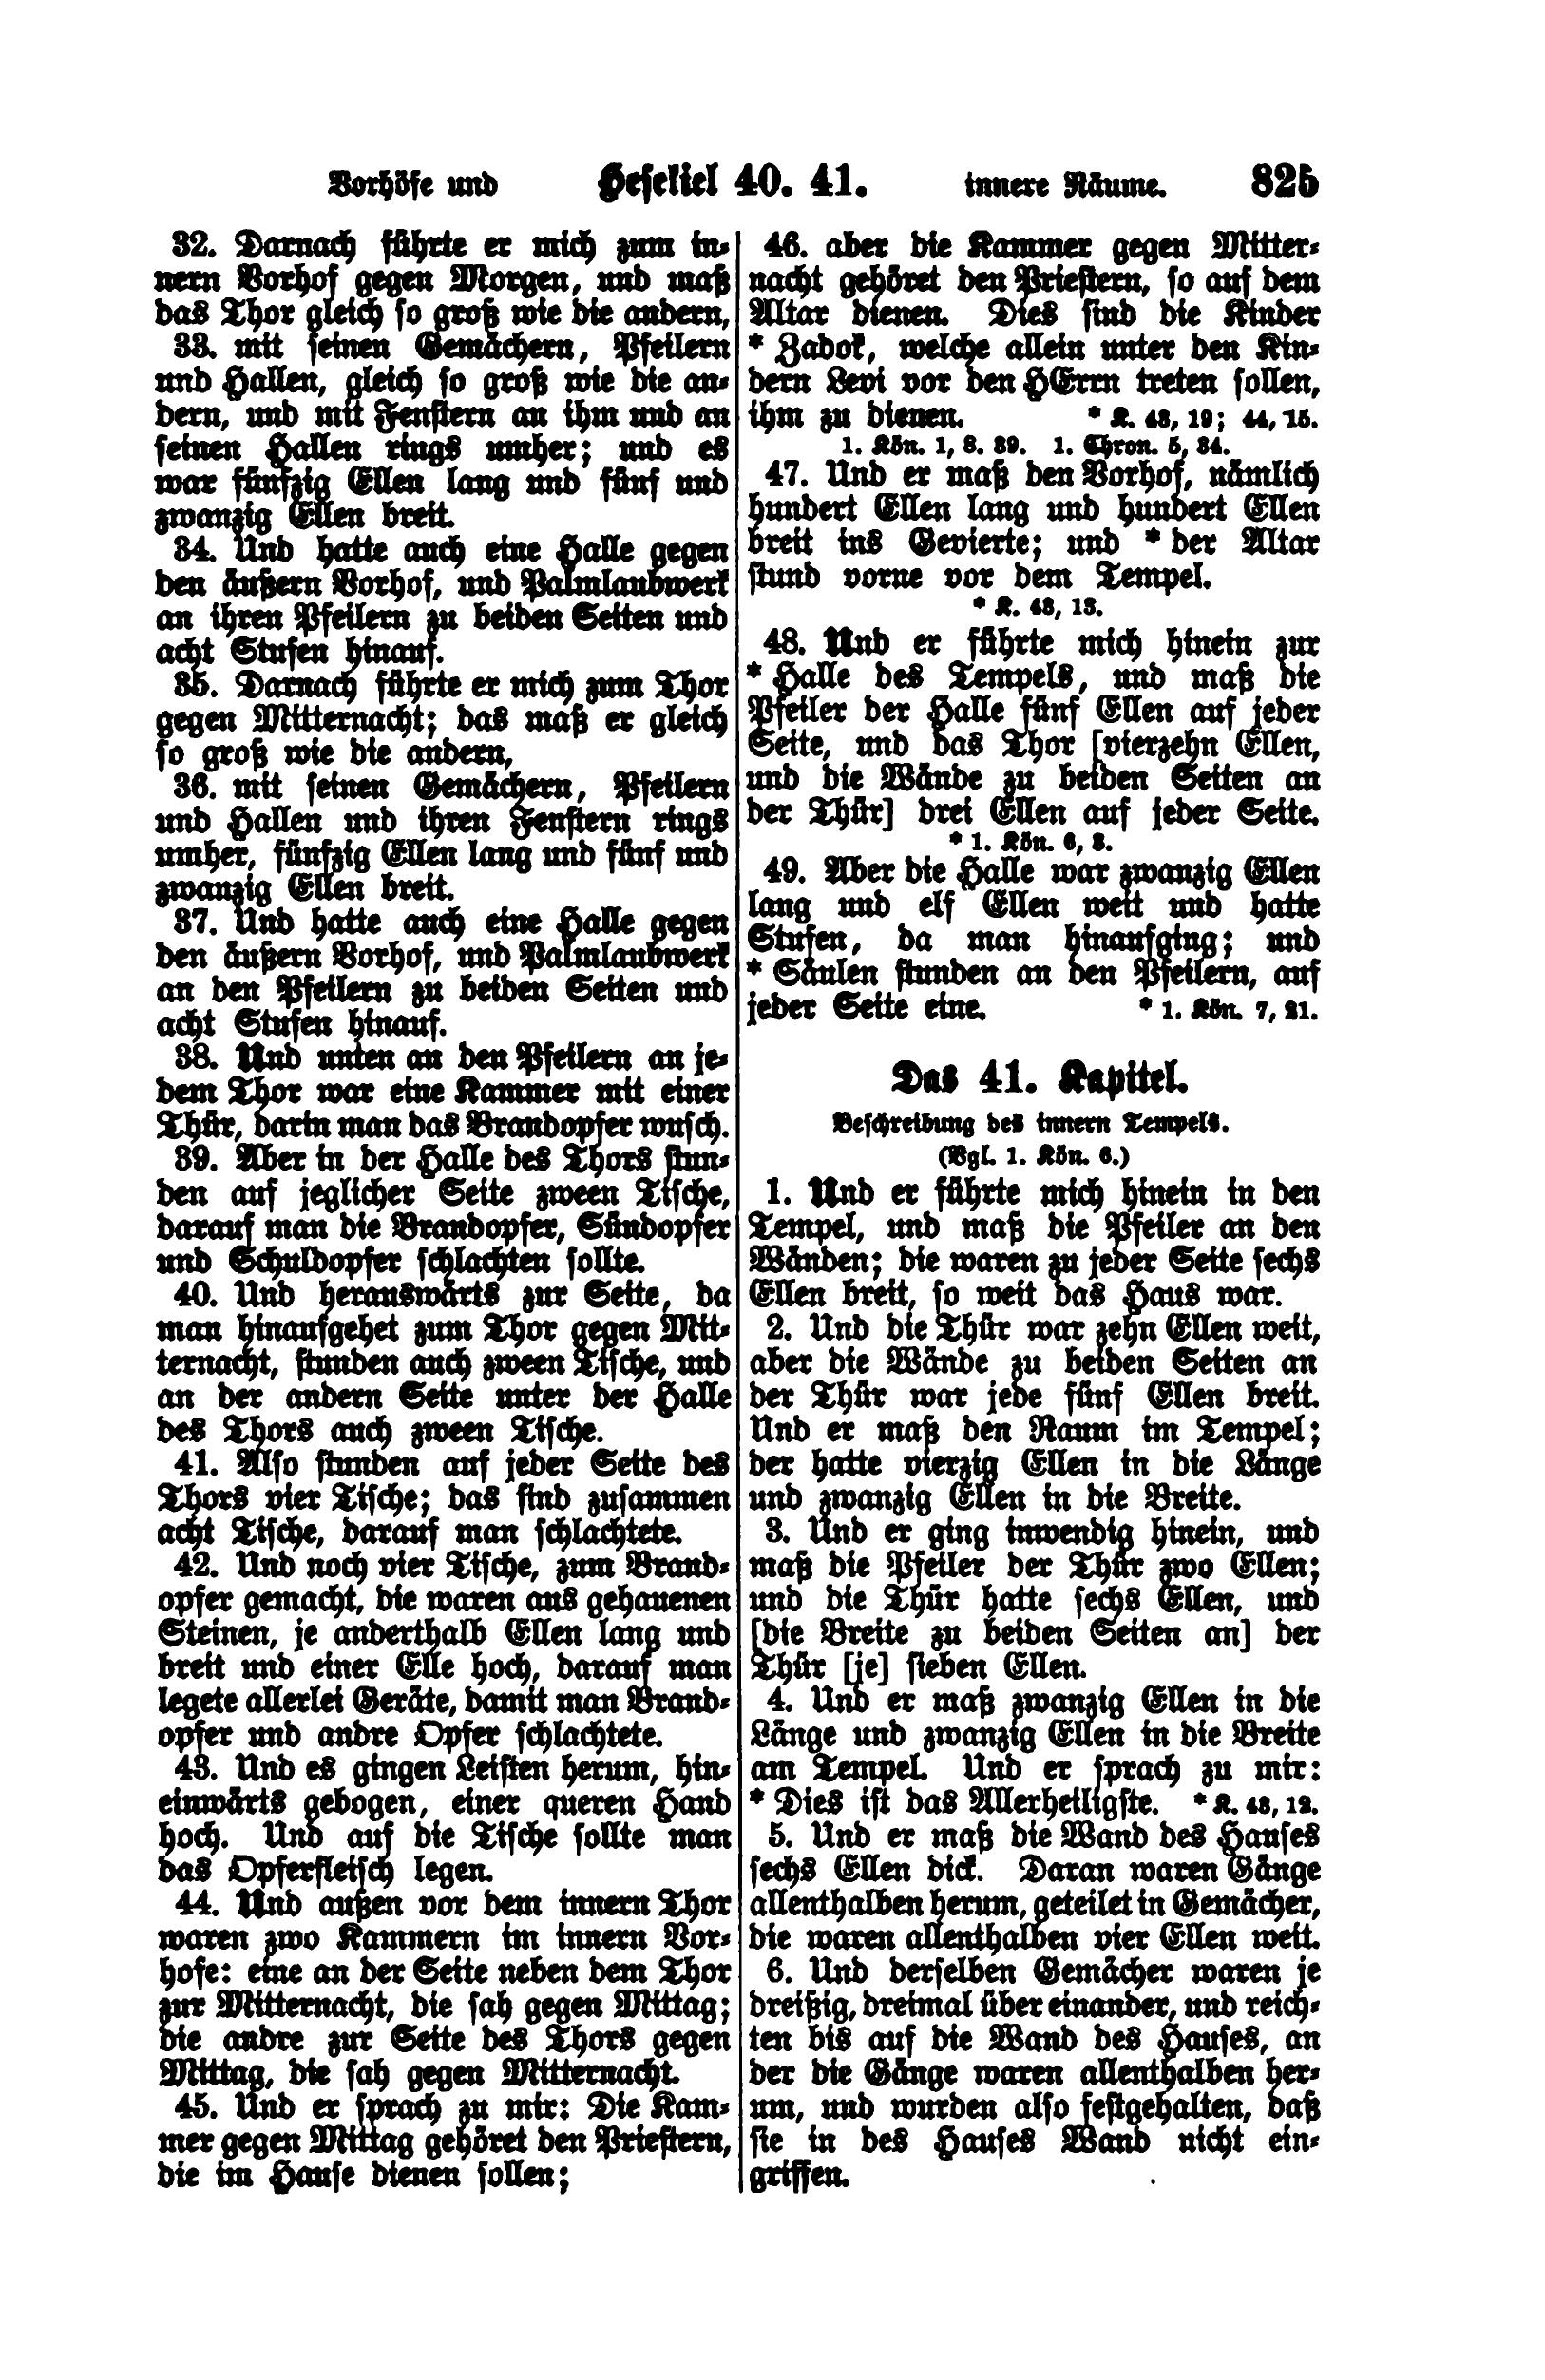 Vorhöfe und Hesekiel 40. 41. innere Räume. 825
32. Darnach führte er mich zum in-
nern Vorhof gegen Morgen, und maß
das Thor gleich so groß wie die andern,
33. mit seinen Gemächern, Pfeilern
und Hallen, gleich so groß wie die an-
dern, und mit Fenstern an ihm und an
seinen Hallen rings umher; und es
war fünfzig Ellen lang und fünf und
zwanzig Ellen breit.
34. Und hatte auch eine Halle gegen
den äußern Vorhof, und Palmlaubwerk
an ihren Pfeilern zu beiden Seiten und
acht Stufen hinauf.
35. Darnach führte er mich zum Thor
gegen Mitternacht; das maß er gleich
so groß wie die andern,
36. mit seinen Gemächern, Pfeilern
und Hallen und ihren Fenstern rings
umher, fünfzig Ellen lang und fünf und
zwanzig Ellen breit.
37. Und hatte auch eine Halle gegen
den äußern Vorhof, und Palmlaubwerk
an den Pfeilern zu beiden Seiten und
acht Stufen hinauf.
38. Und unten an den Pfeilern an je-
dem Thor war eine Kammer mit einer
Thür, darin man das Brandopfer wusch.
39. Aber in der Halle des Thors stun-
den auf jeglicher Seite zween Tische,
darauf man die Brandopfer, Sündopfer
und Schuldopfer schlachten sollte.
40. Und herauswärts zur Seite, da
man hinaufgehet zum Thor gegen Mit-
ternacht, stunden auch zween Tische, und
an der andern Seite unter der Halle
des Thors auch zween Tische.
41. Also stunden auf jeder Seite des
Thors vier Tische; das sind zusammen
acht Tische, darauf man schlachtete.
42. Und noch vier Tische, zum Brand-
opfer gemacht, die waren aus gehauenen
Steinen, je anderthalb Ellen lang und
breit und einer Elle hoch, darauf man
legete allerlei Geräte, damit man Brand-
opfer und andre Opfer schlachtete.
43. Und es gingen Leisten herum, hin-
einwärts gebogen, einer queren Hand
hoch. Und auf die Tische sollte man
das Opferfleisch legen.
44. Und außen vor dem innern Thor
waren zwo Kammern im innern Vor-
hofe: eine an der Seite neben dem Thor
zur Mitternacht, die sah gegen Mittag;
die andre zur Seite des Thors gegen
Mittag, die sah gegen Mitternacht.
45. Und er sprach zu mir: Die Kam-
mer gegen Mittag gehöret den Priestern,
die im Hause dienen sollen;
46. aber die Kammer gegen Mitter-
nacht gehöret den Priestern, so auf dem
Altar dienen. Dies sind die Kinder
* Zadok, welche allein unter den Kin-
dern Levi vor den HErrn treten sollen,
ihm zu dienen. * K. 43, 19; 44, 15.
1. Kön. 1, 8. 39. 1. Chron. 5, 34.
47. Und er maß den Vorhof, nämlich
hundert Ellen lang und hundert Ellen
breit ins Gevierte; und * der Altar
stund vorne vor dem Tempel.
* K. 43, 13.
48. Und er führte mich hinein zur
* Halle des Tempels, und maß die
Pfeiler der Halle fünf Ellen auf jeder
Seite, und das Thor [vierzehn Ellen,
und die Wände zu beiden Seiten an
der Thür] drei Ellen auf jeder Seite.
* 1. Kön. 6, 3.
49. Aber die Halle war zwanzig Ellen
lang und elf Ellen weit und hatte
Stufen, da man hinaufging; und
* Säulen stunden an den Pfeilern, auf
jeder Seite eine. * 1. Kön. 7, 21.
Das 41. Kapitel.
Beschreibung des innern Tempels.
(Vgl. 1. Kön. 6.)
1. Und er führte mich hinein in den
Tempel, und maß die Pfeiler an den
Wänden; die waren zu jeder Seite sechs
Ellen breit, so weit das Haus war.
2. Und die Thür war zehn Ellen weit,
aber die Wände zu beiden Seiten an
der Thür war jede fünf Ellen breit.
Und er maß den Raum im Tempel;
der hatte vierzig Ellen in die Länge
und zwanzig Ellen in die Breite.
3. Und er ging inwendig hinein, und
maß die Pfeiler der Thür zwo Ellen;
und die Thür hatte sechs Ellen, und
[die Breite zu beiden Seiten an] der
Thür [je] sieben Ellen.
4. Und er maß zwanzig Ellen in die
Länge und zwanzig Ellen in die Breite
am Tempel. Und er sprach zu mir:
* Dies ist das Allerheiligste. * K. 43, 12.
5. Und er maß die Wand des Hauses
sechs Ellen dick. Daran waren Gänge
allenthalben herum, geteilet in Gemächer,
die waren allenthalben vier Ellen weit.
6. Und derselben Gemächer waren je
dreißig, dreimal über einander, und reich-
ten bis auf die Wand des Hauses, an
der die Gänge waren allenthalben her-
um, und wurden also festgehalten, daß
sie in des Hauses Wand nicht ein-
griffen.